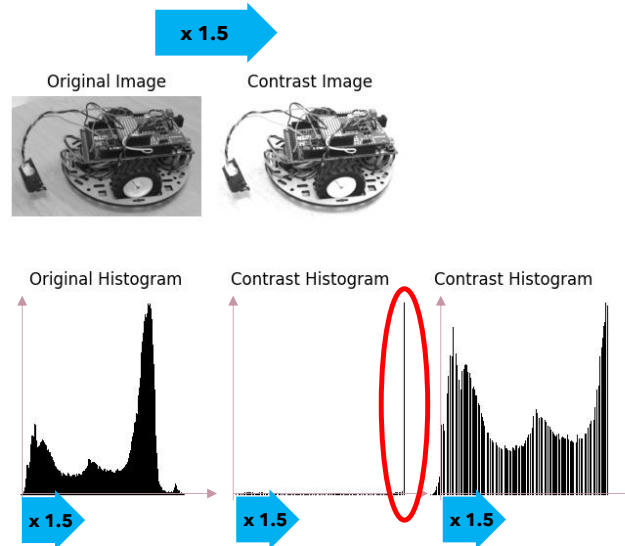 x 1.5
Original Image
Contrast Image
Original Histogram
Contrast Histogram
Contrast Histogram
x 1.5
x 1.5
x 1.5